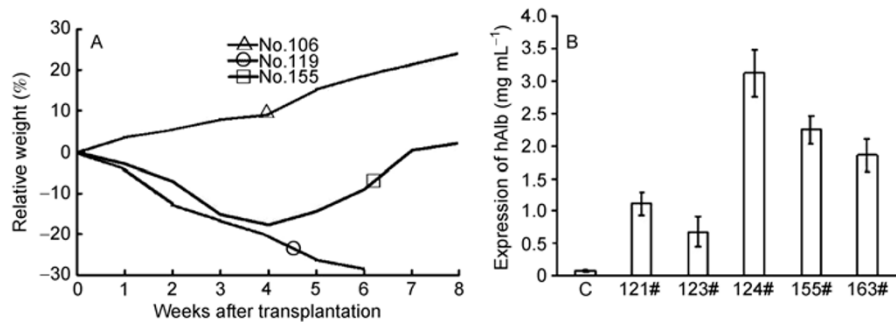 A
30
20
10
0
−10
−20
−30
Relative weight (%)
No.106
No.119
No.155
0 1 2 3 4 5 6 7 8
Weeks after transplantation
B
4.0
3.5
3.0
2.5
2.0
1.5
1.0
0.5
0
Expression of hAlb (mg mL⁻¹)
C 121# 123# 124# 155# 163#